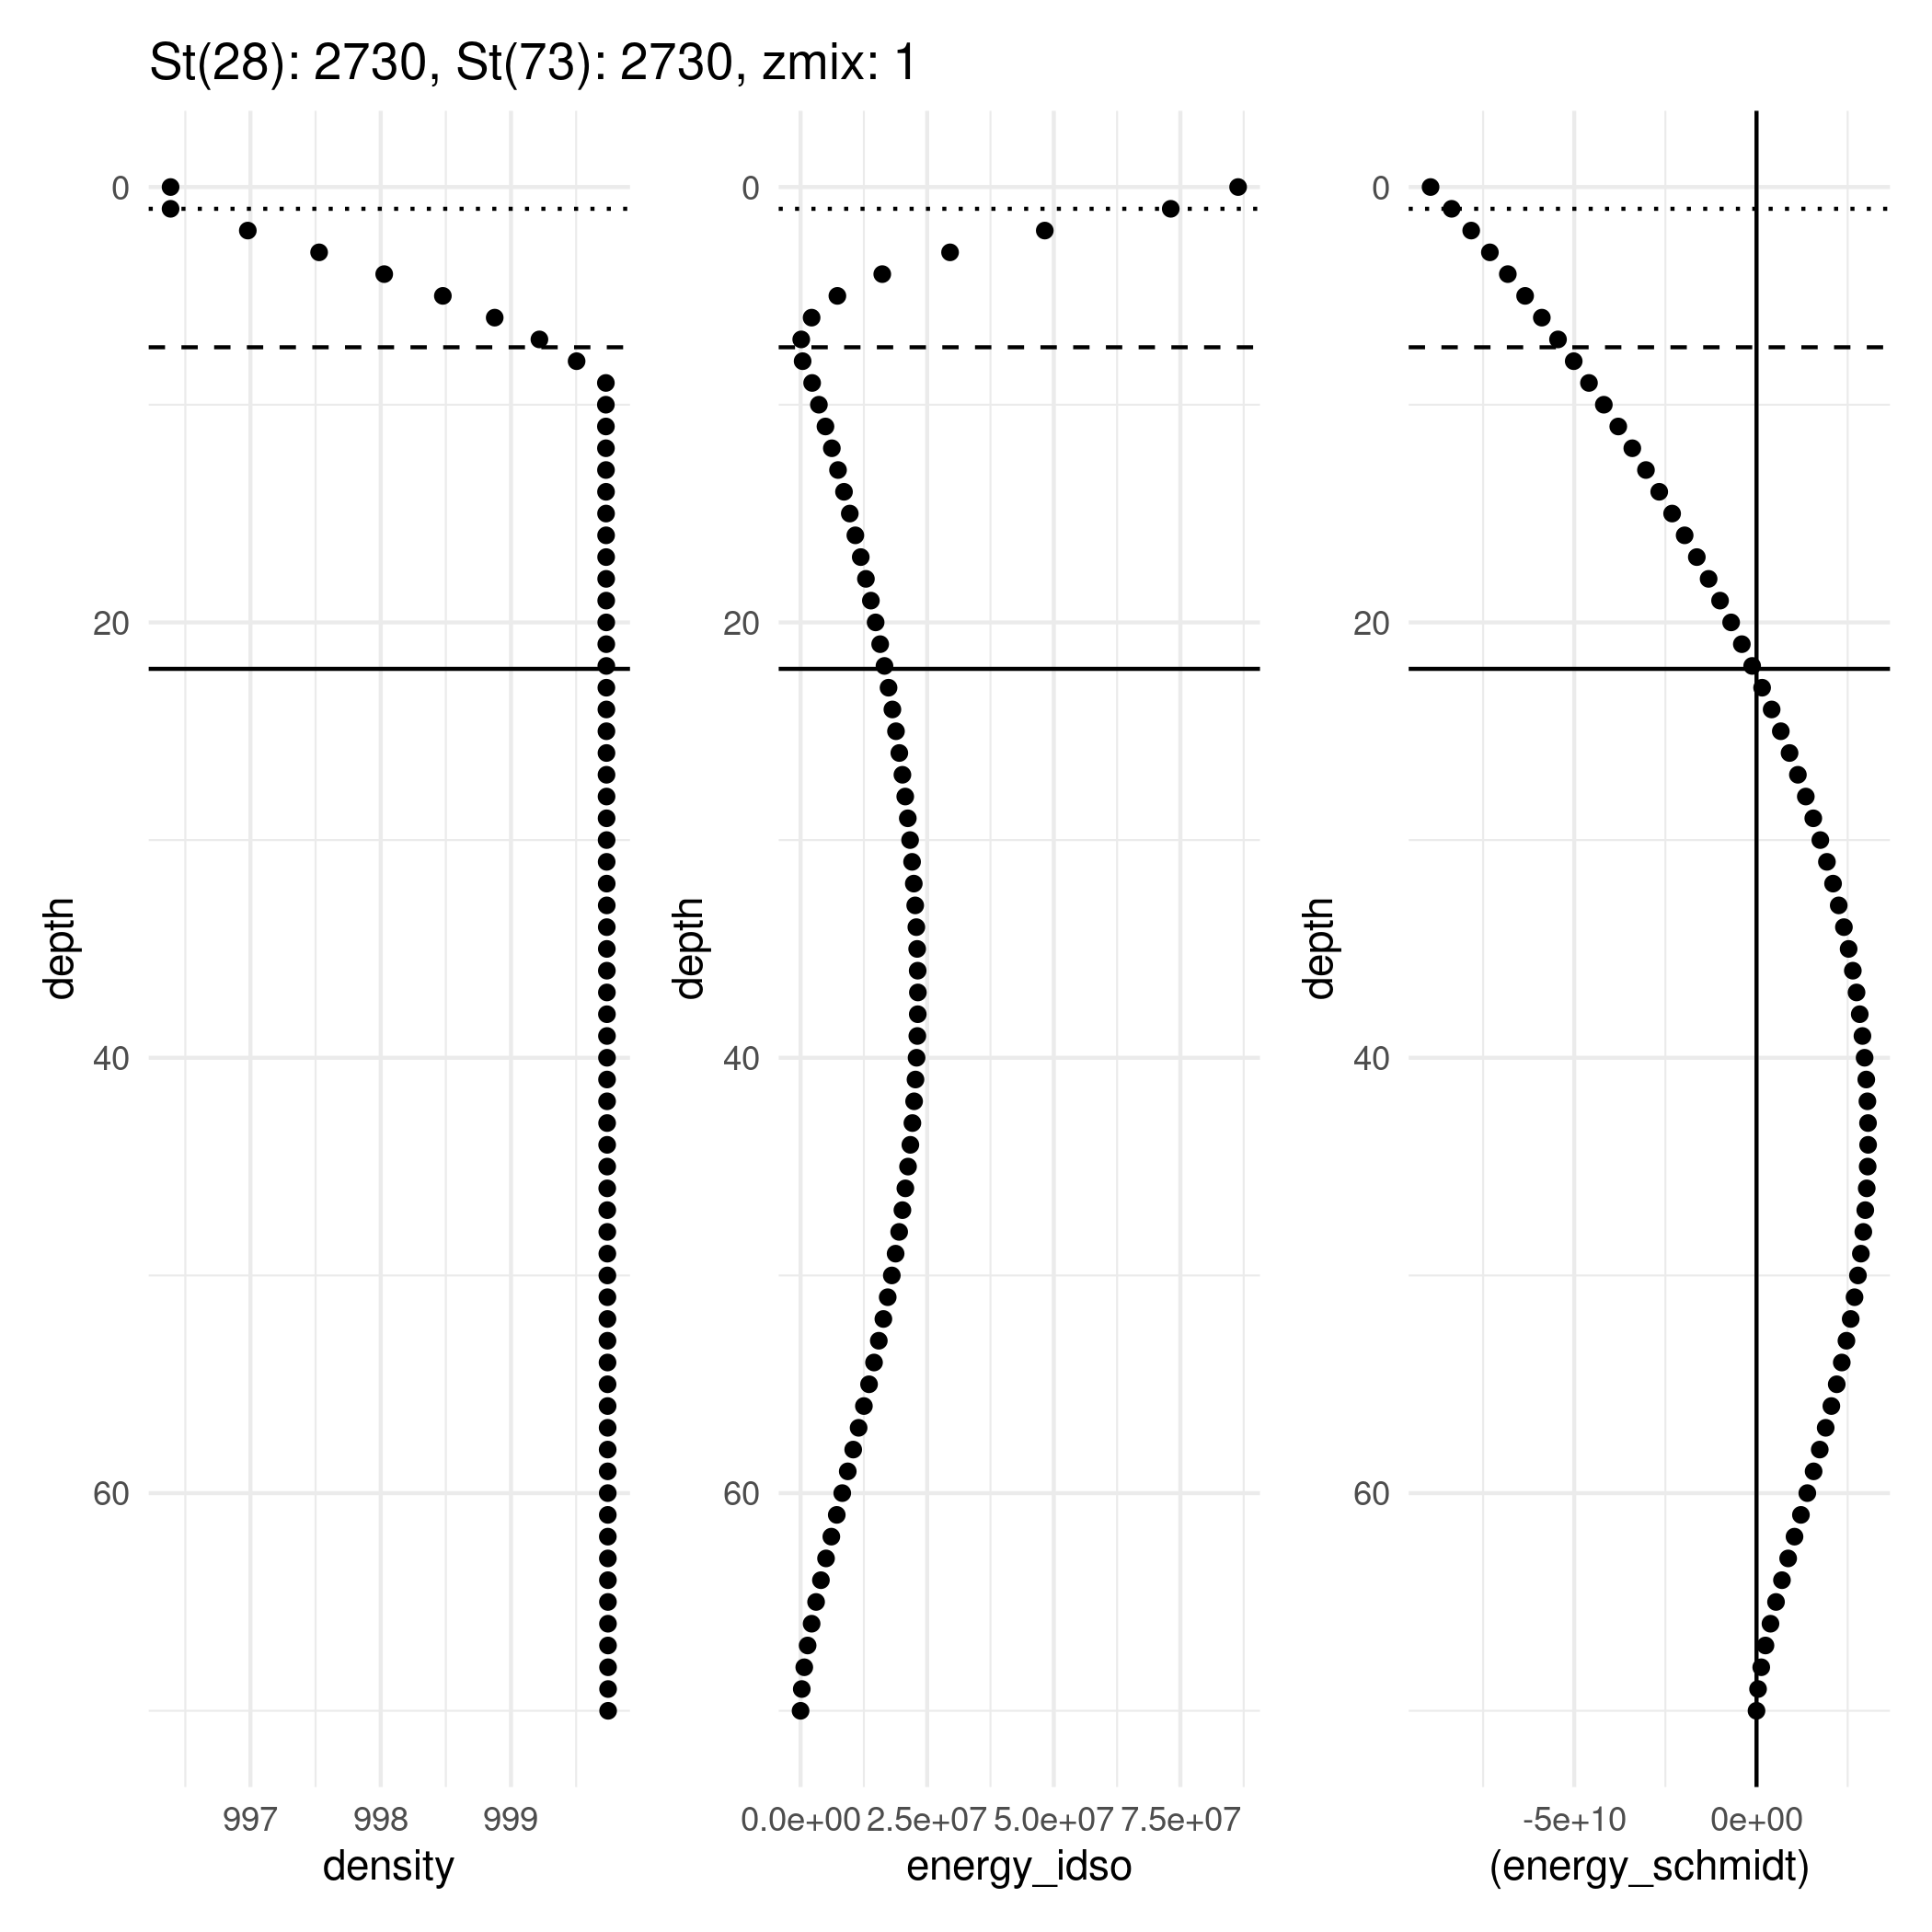 St(28): 2730, St(73): 2730, zmix: 1
0
20
40
60
depth
997 998 999
density
0
20
40
60
depth
0.0e+00 2.5e+07 5.0e+07 7.5e+07
energy_idso
0
20
40
60
depth
-5e+10 0e+00
(energy_schmidt)